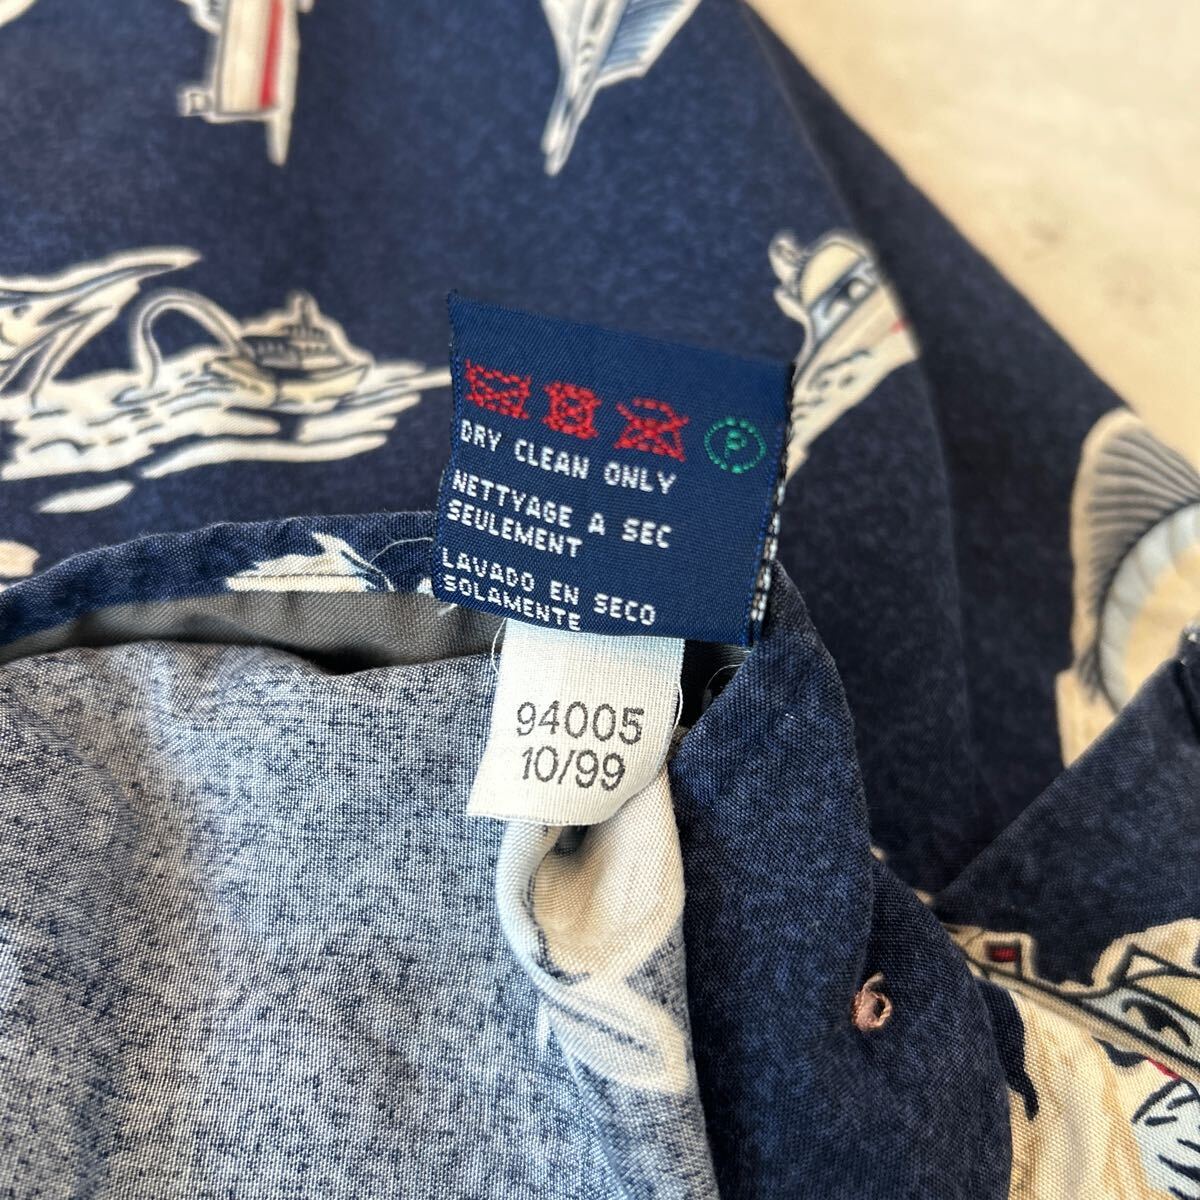 P
DRY CLEAN ONLY
NETTYAGE A SEC
SEULEMENT
LAVADO EN SECO
SOLAMENTE
94005
10/99